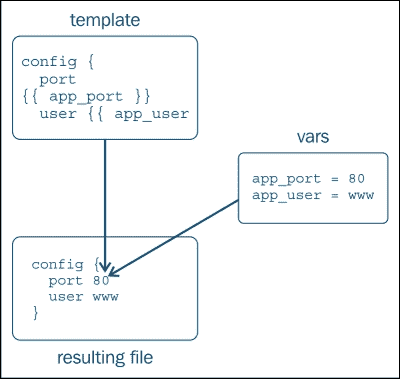 template
config {
port
{{ app_port }}
user {{ app_user
vars
app_port = 80
app_user = www
config {
port 80
user www
}
resulting file